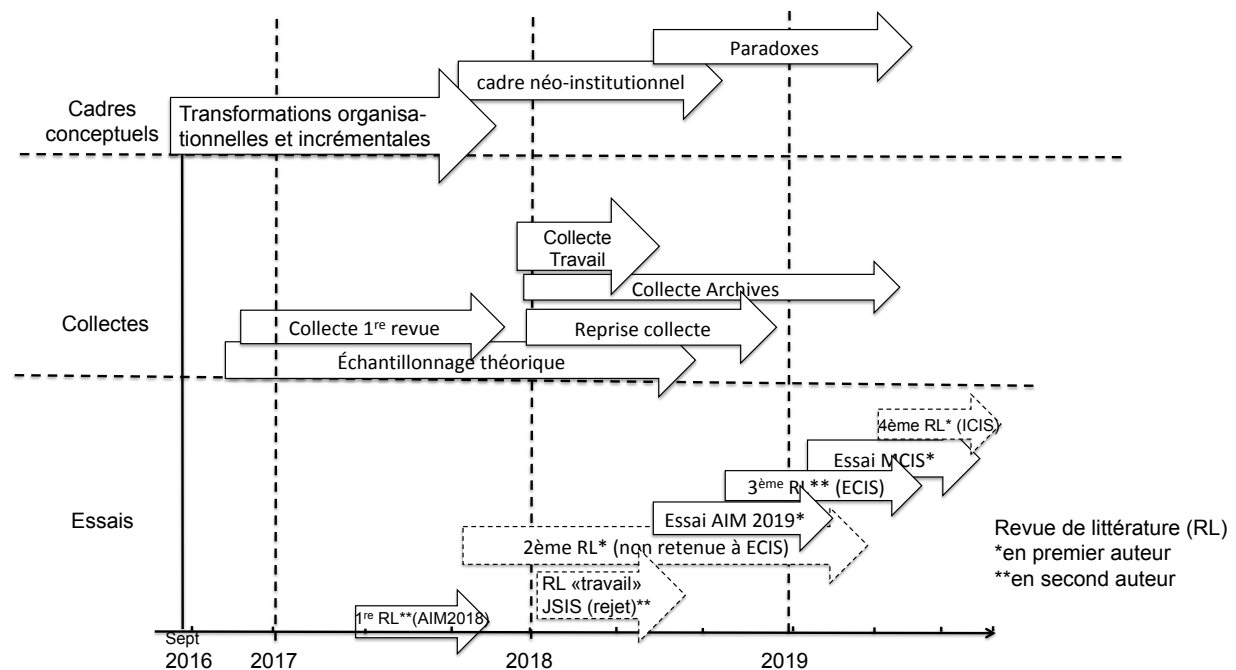 Paradoxes
cadre néo-institutionnel
Cadres
conceptuels
Transformations organisa-
tionnelles et incrémentales
Collecte
Travail
Collecte Archives
Collectes
Collecte 1re revue
Reprise collecte
Échantillonnage théorique
4ème RL* (ICIS)
Essai MCIS*
3ème RL** (ECIS)
Essais
Essai AIM 2019*
2ème RL* (non retenue à ECIS)
RL «travail»
JSIS (rejet)**
1re RL**(AIM2018)
Revue de littérature (RL)
*en premier auteur
**en second auteur
Sept
2016
2017
2018
2019